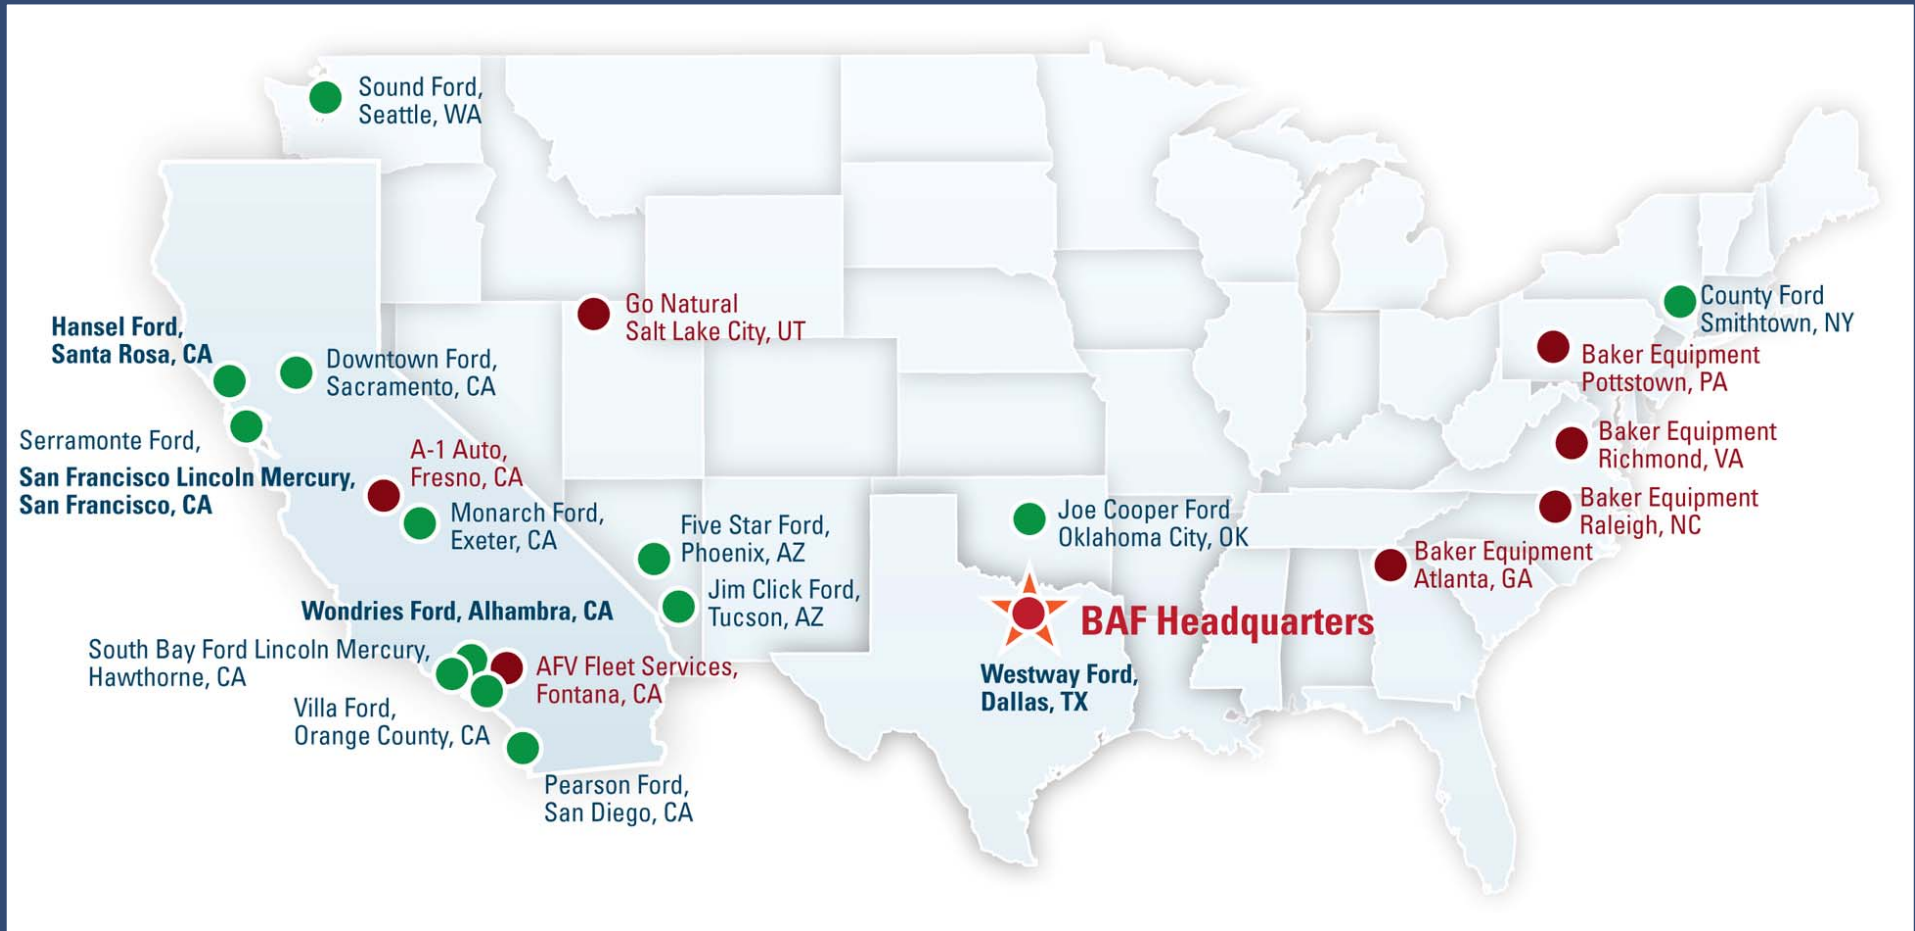 Sound Ford,
Seattle, WA
Go Natural
Salt Lake City, UT
County Ford
Smithtown, NY
Hansel Ford,
Santa Rosa, CA
Downtown Ford,
Sacramento, CA
Baker Equipment
Pottstown, PA
Serramonte Ford,
San Francisco Lincoln Mercury,
San Francisco, CA
A-1 Auto,
Fresno, CA
Baker Equipment
Richmond, VA
Monarch Ford,
Exeter, CA
Five Star Ford,
Phoenix, AZ
Joe Cooper Ford
Oklahoma City, OK
Baker Equipment
Raleigh, NC
Baker Equipment
Atlanta, GA
Jim Click Ford,
Tucson, AZ
Wondries Ford, Alhambra, CA
BAF Headquarters
South Bay Ford Lincoln Mercury,
Hawthorne, CA
AFV Fleet Services,
Fontana, CA
Westway Ford,
Dallas, TX
Villa Ford,
Orange County, CA
Pearson Ford,
San Diego, CA